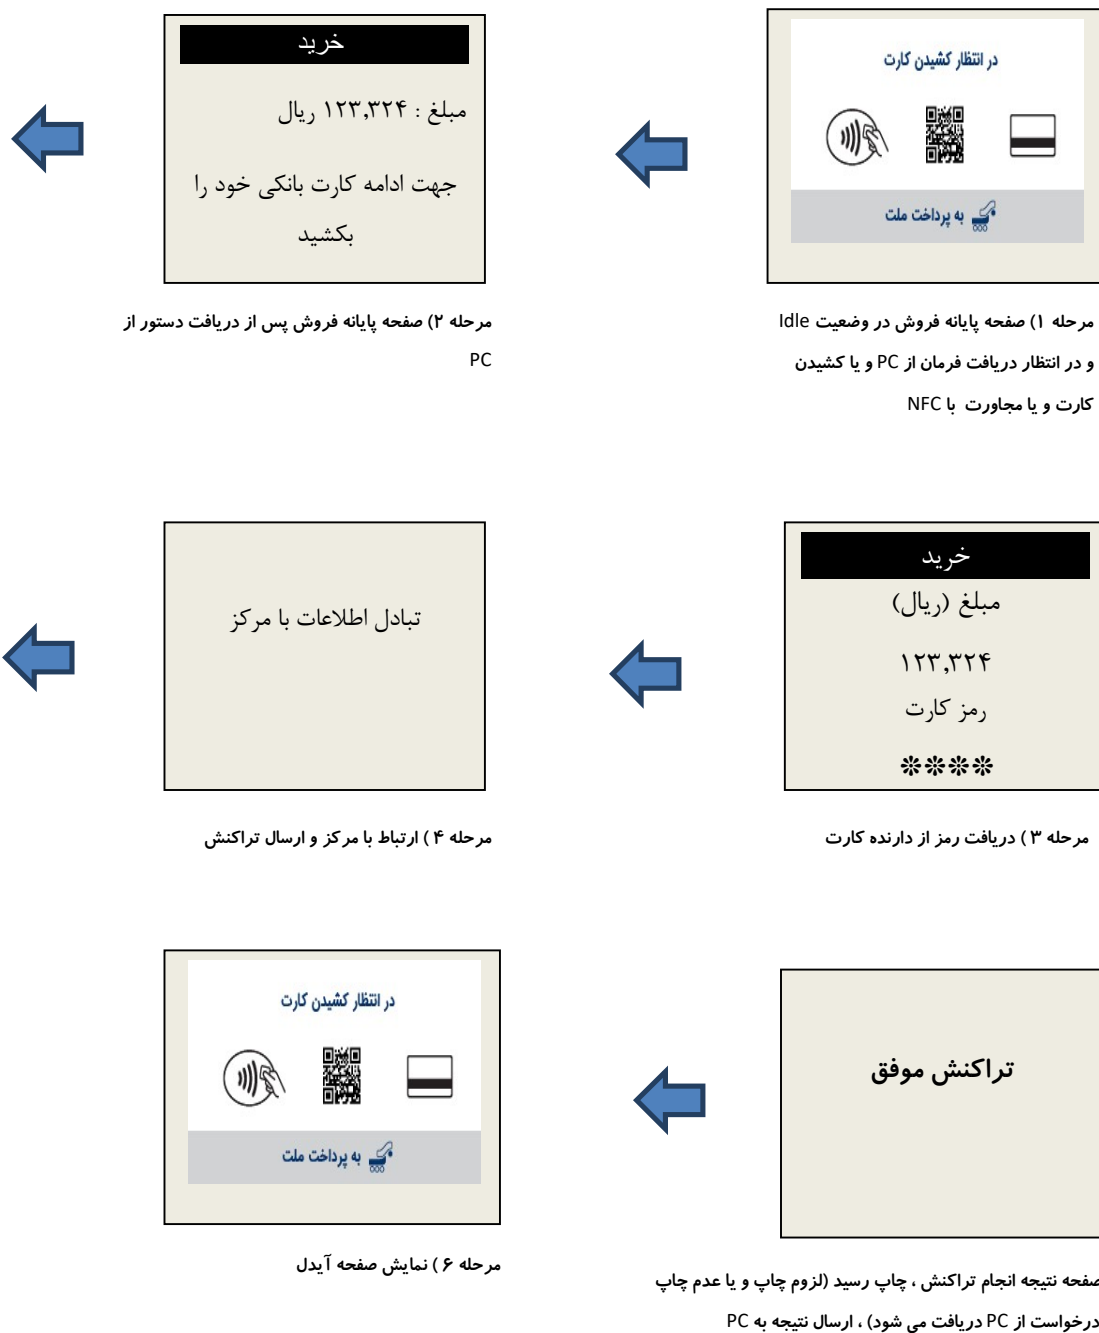 در انتظار کشیدن کارت
به پرداخت ملت
مرحله ۱) صفحه پایانه فروش در وضعیت Idle
و در انتظار دریافت فرمان از PC و یا کشیدن
کارت و یا مجاورت با NFC
خرید
مبلغ : ۱۲۳,۳۲۴ ریال
جهت ادامه کارت بانکی خود را
بکشید
مرحله ۲) صفحه پایانه فروش پس از دریافت دستور از
PC
خرید
مبلغ (ریال)
۱۲۳,۳۲۴
رمز کارت
****
مرحله ۳ ) دریافت رمز از دارنده کارت
تبادل اطلاعات با مرکز
مرحله ۴ ) ارتباط با مرکز و ارسال تراکنش
تراکنش موفق
صفحه نتیجه انجام تراکنش ، چاپ رسید (لزوم چاپ و یا عدم چاپ
درخواست از PC دریافت می شود) ، ارسال نتیجه به PC
در انتظار کشیدن کارت
به پرداخت ملت
مرحله ۶ ) نمایش صفحه آیدل